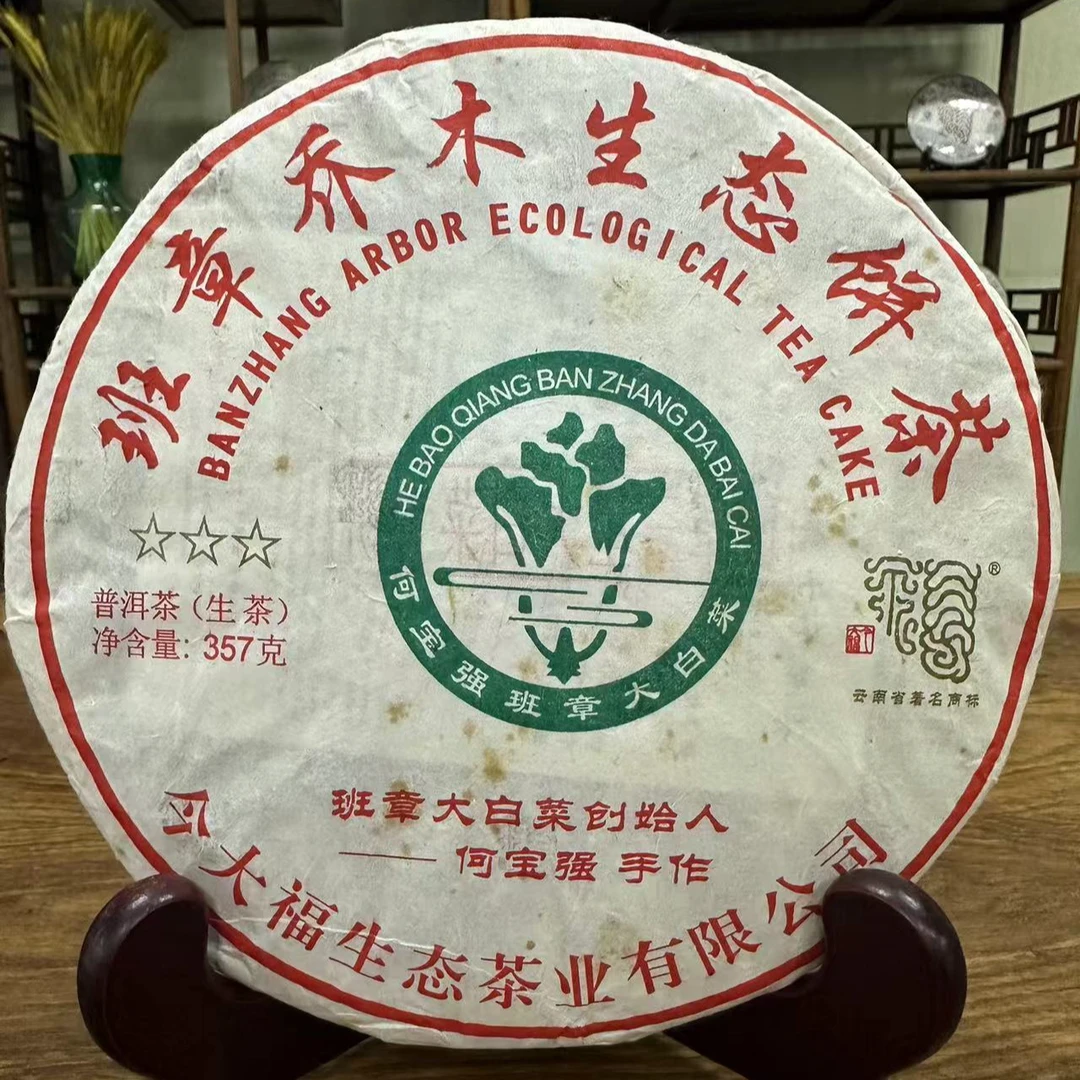 班章乔木生态饼茶
BANZHANG ARBOR ECOLOGICAL TEA CAKE
HE BAO QIANG BAN ZHANG DA BAI CAI
何宝强班章大白菜
☆☆☆
普洱茶（生茶）
净含量：357克
®
云南省著名商标
班章大白菜创始人
——何宝强 手作
大福生态茶业有限公司